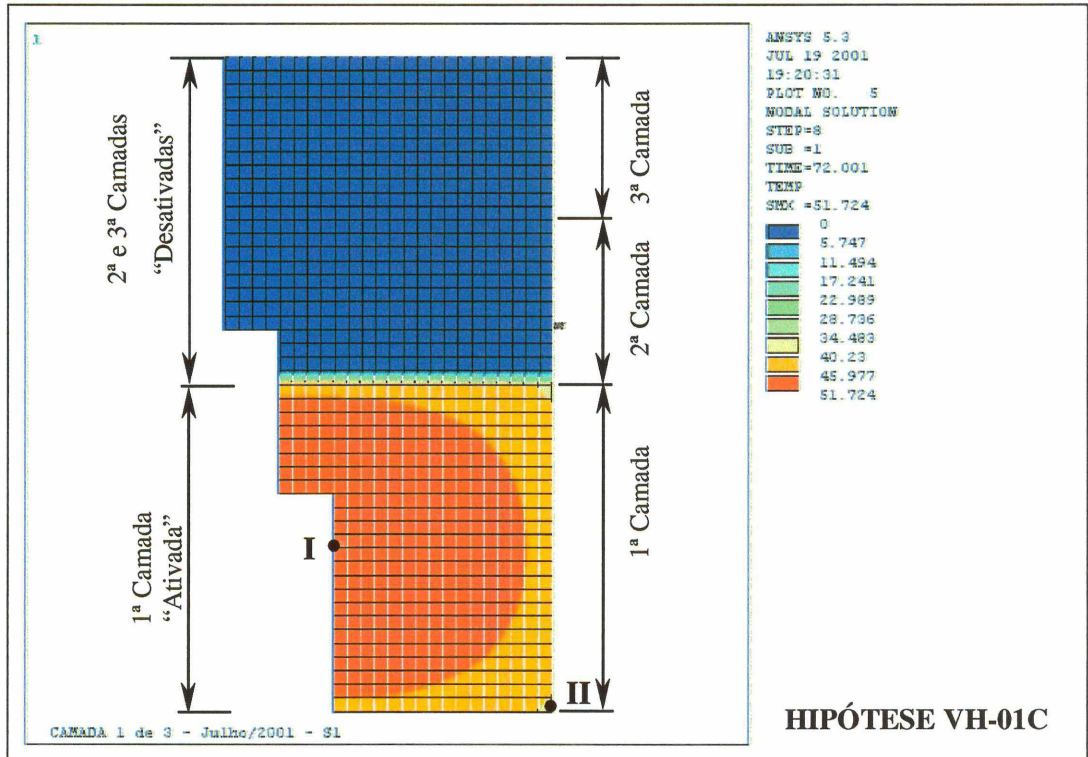 1
ANSYS 5.3
JUL 19 2001
19:20:31
PLOT NO. 5
NODAL SOLUTION
STEP=8
SUB =1
TIME=72.001
TEMP
SMX =51.724
0
5.747
11.494
17.241
22.989
28.736
34.483
40.23
45.977
51.724
2ª e 3ª Camadas
“Desativadas”
3ª Camada
2ª Camada
1ª Camada
“Ativada”
1ª Camada
I
II
CAMADA 1 de 3 - Julho/2001 - S1
HIPÓTESE VH-01C